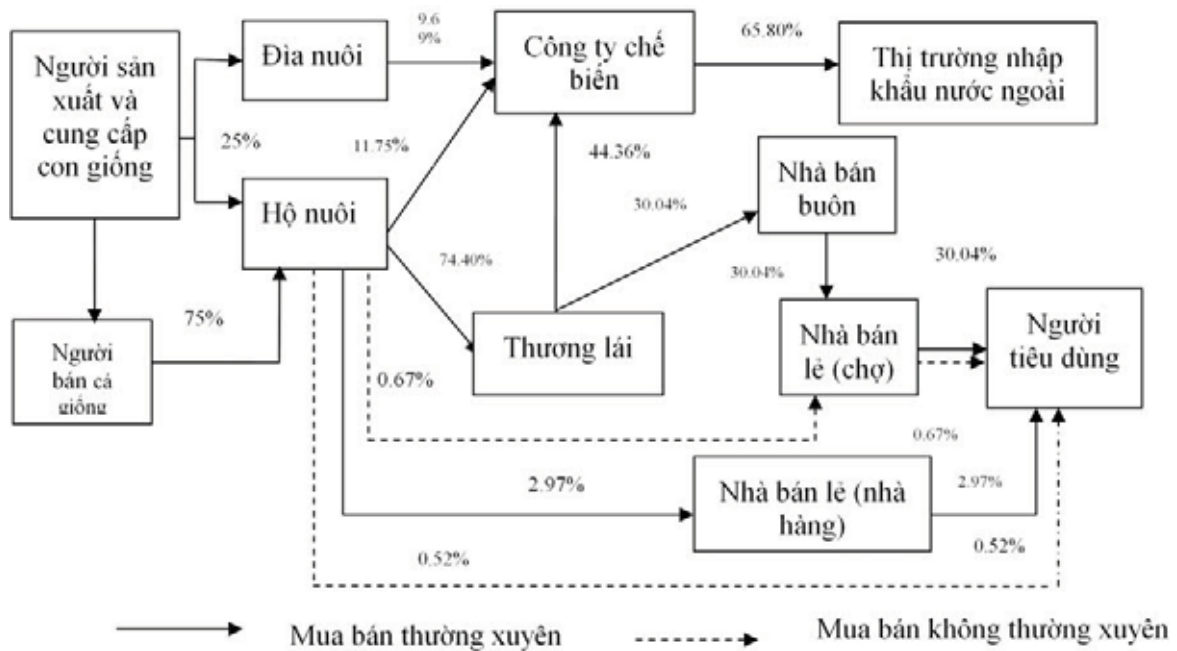 Người sản
xuất và
cung cấp
con giống
Đìa nuôi
9.6
9%
Công ty chế
biến
65.80%
Thị trường nhập
khẩu nước ngoài
25%
11.75%
44.36%
Hộ nuôi
30.04%
Nhà bán
buôn
74.40%
30.04%
30.04%
75%
Người
bán cá
giống
Thương lái
Nhà bán
lẻ (chợ)
Người
tiêu dùng
0.67%
0.67%
2.97%
Nhà bán lẻ (nhà
hàng)
2.97%
0.52%
0.52%
Mua bán thường xuyên
Mua bán không thường xuyên